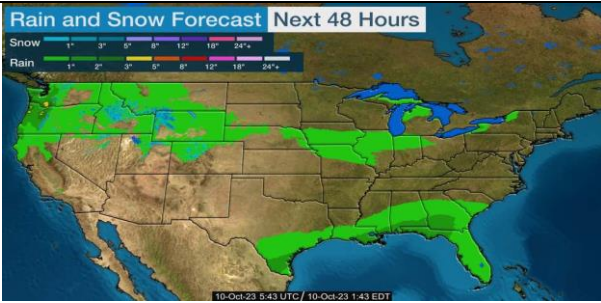 Rain and Snow Forecast Next 48 Hours
Snow 1" 3" 5" 8" 12" 18" 24"+
Rain 1" 2" 3" 5" 8" 12" 18" 24"+
10-Oct-23 5:43 UTC / 10-Oct-23 1:43 EDT